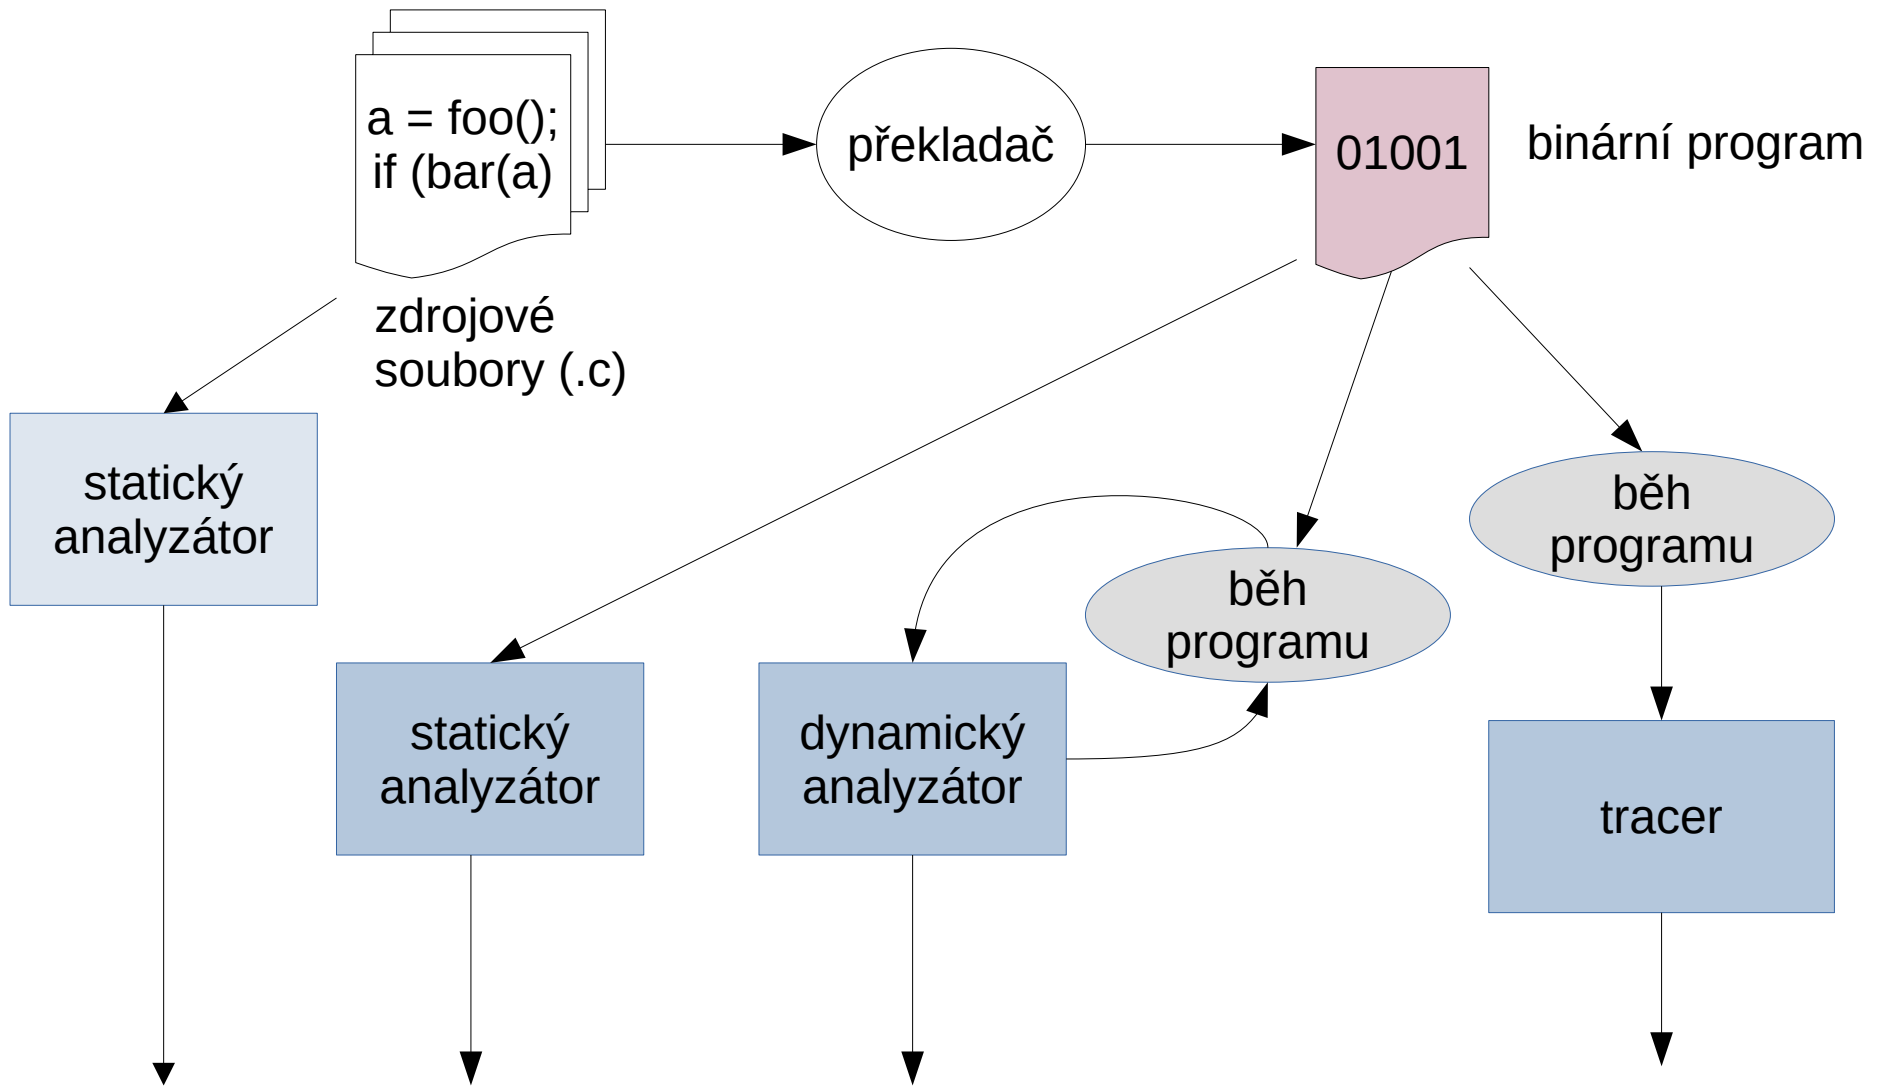 a = foo();
if (bar(a)
překladač
01001
binární program
zdrojové
soubory (.c)
statický
analyzátor
běh
programu
běh
programu
statický
analyzátor
dynamický
analyzátor
tracer